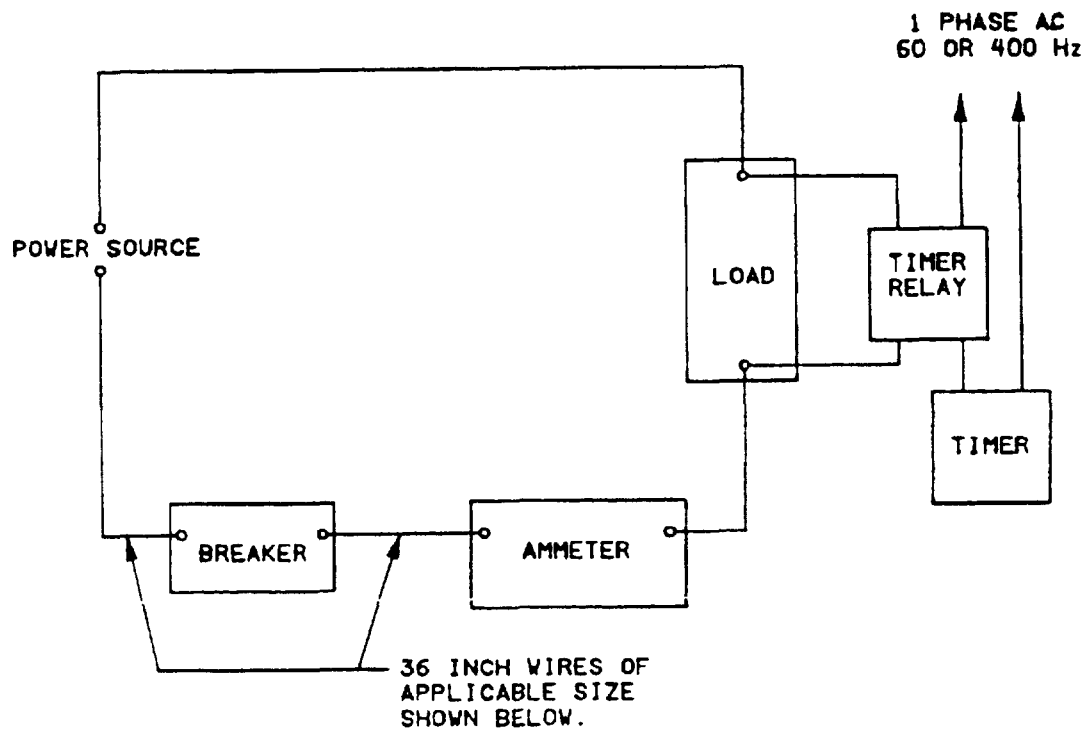 1 PHASE AC
60 OR 400 Hz
POWER SOURCE
LOAD
TIMER
RELAY
TIMER
BREAKER
AMMETER
36 INCH WIRES OF
APPLICABLE SIZE
SHOWN BELOW.